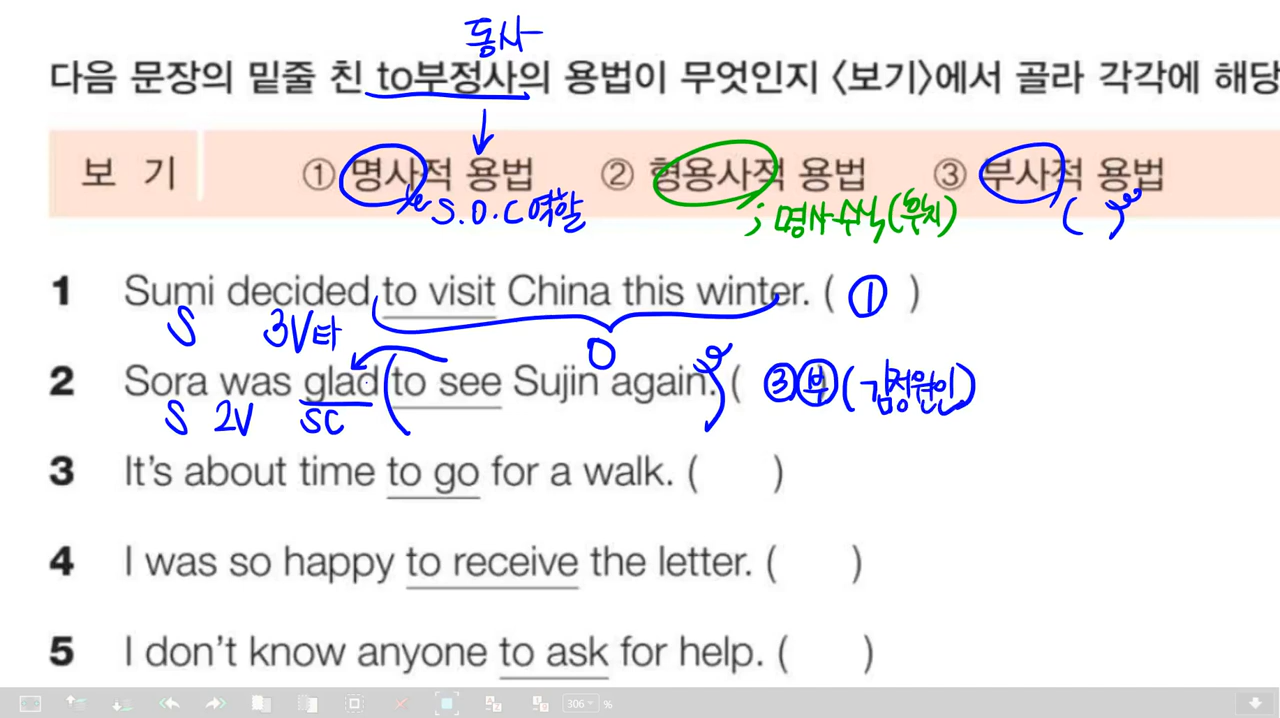 동사
다음 문장의 밑줄 친 to부정사의 용법이 무엇인지 〈보기〉에서 골라 각각에 해당
보 기 ① 명사적 용법 ② 형용사적 용법 ③ 부사적 용법
S.O.C 역할 ; 명사수식(후치) ( )
1 Sumi decided to visit China this winter. ( ① )
S 3V타 O
2 Sora was glad to see Sujin again. ( ③ 부 (감정원인)
S 2V SC
3 It's about time to go for a walk. ( )
4 I was so happy to receive the letter. ( )
5 I don't know anyone to ask for help. ( )
306 %